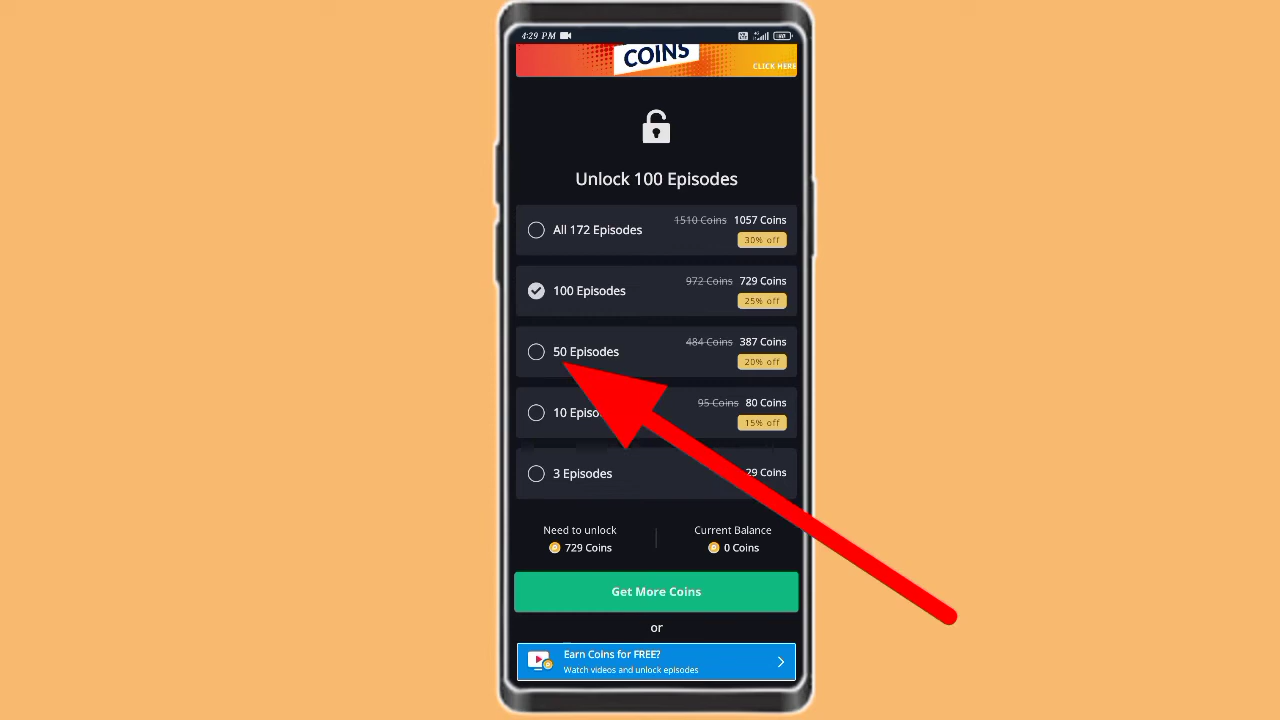 4:29 PM
COINS
CLICK HERE
Unlock 100 Episodes
All 172 Episodes
1510 Coins 1057 Coins
30% off
100 Episodes
972 Coins 729 Coins
25% off
50 Episodes
484 Coins 387 Coins
20% off
10 Episo
95 Coins 80 Coins
15% off
3 Episodes
29 Coins
Need to unlock
729 Coins
Current Balance
0 Coins
Get More Coins
or
Earn Coins for FREE?
Watch videos and unlock episodes